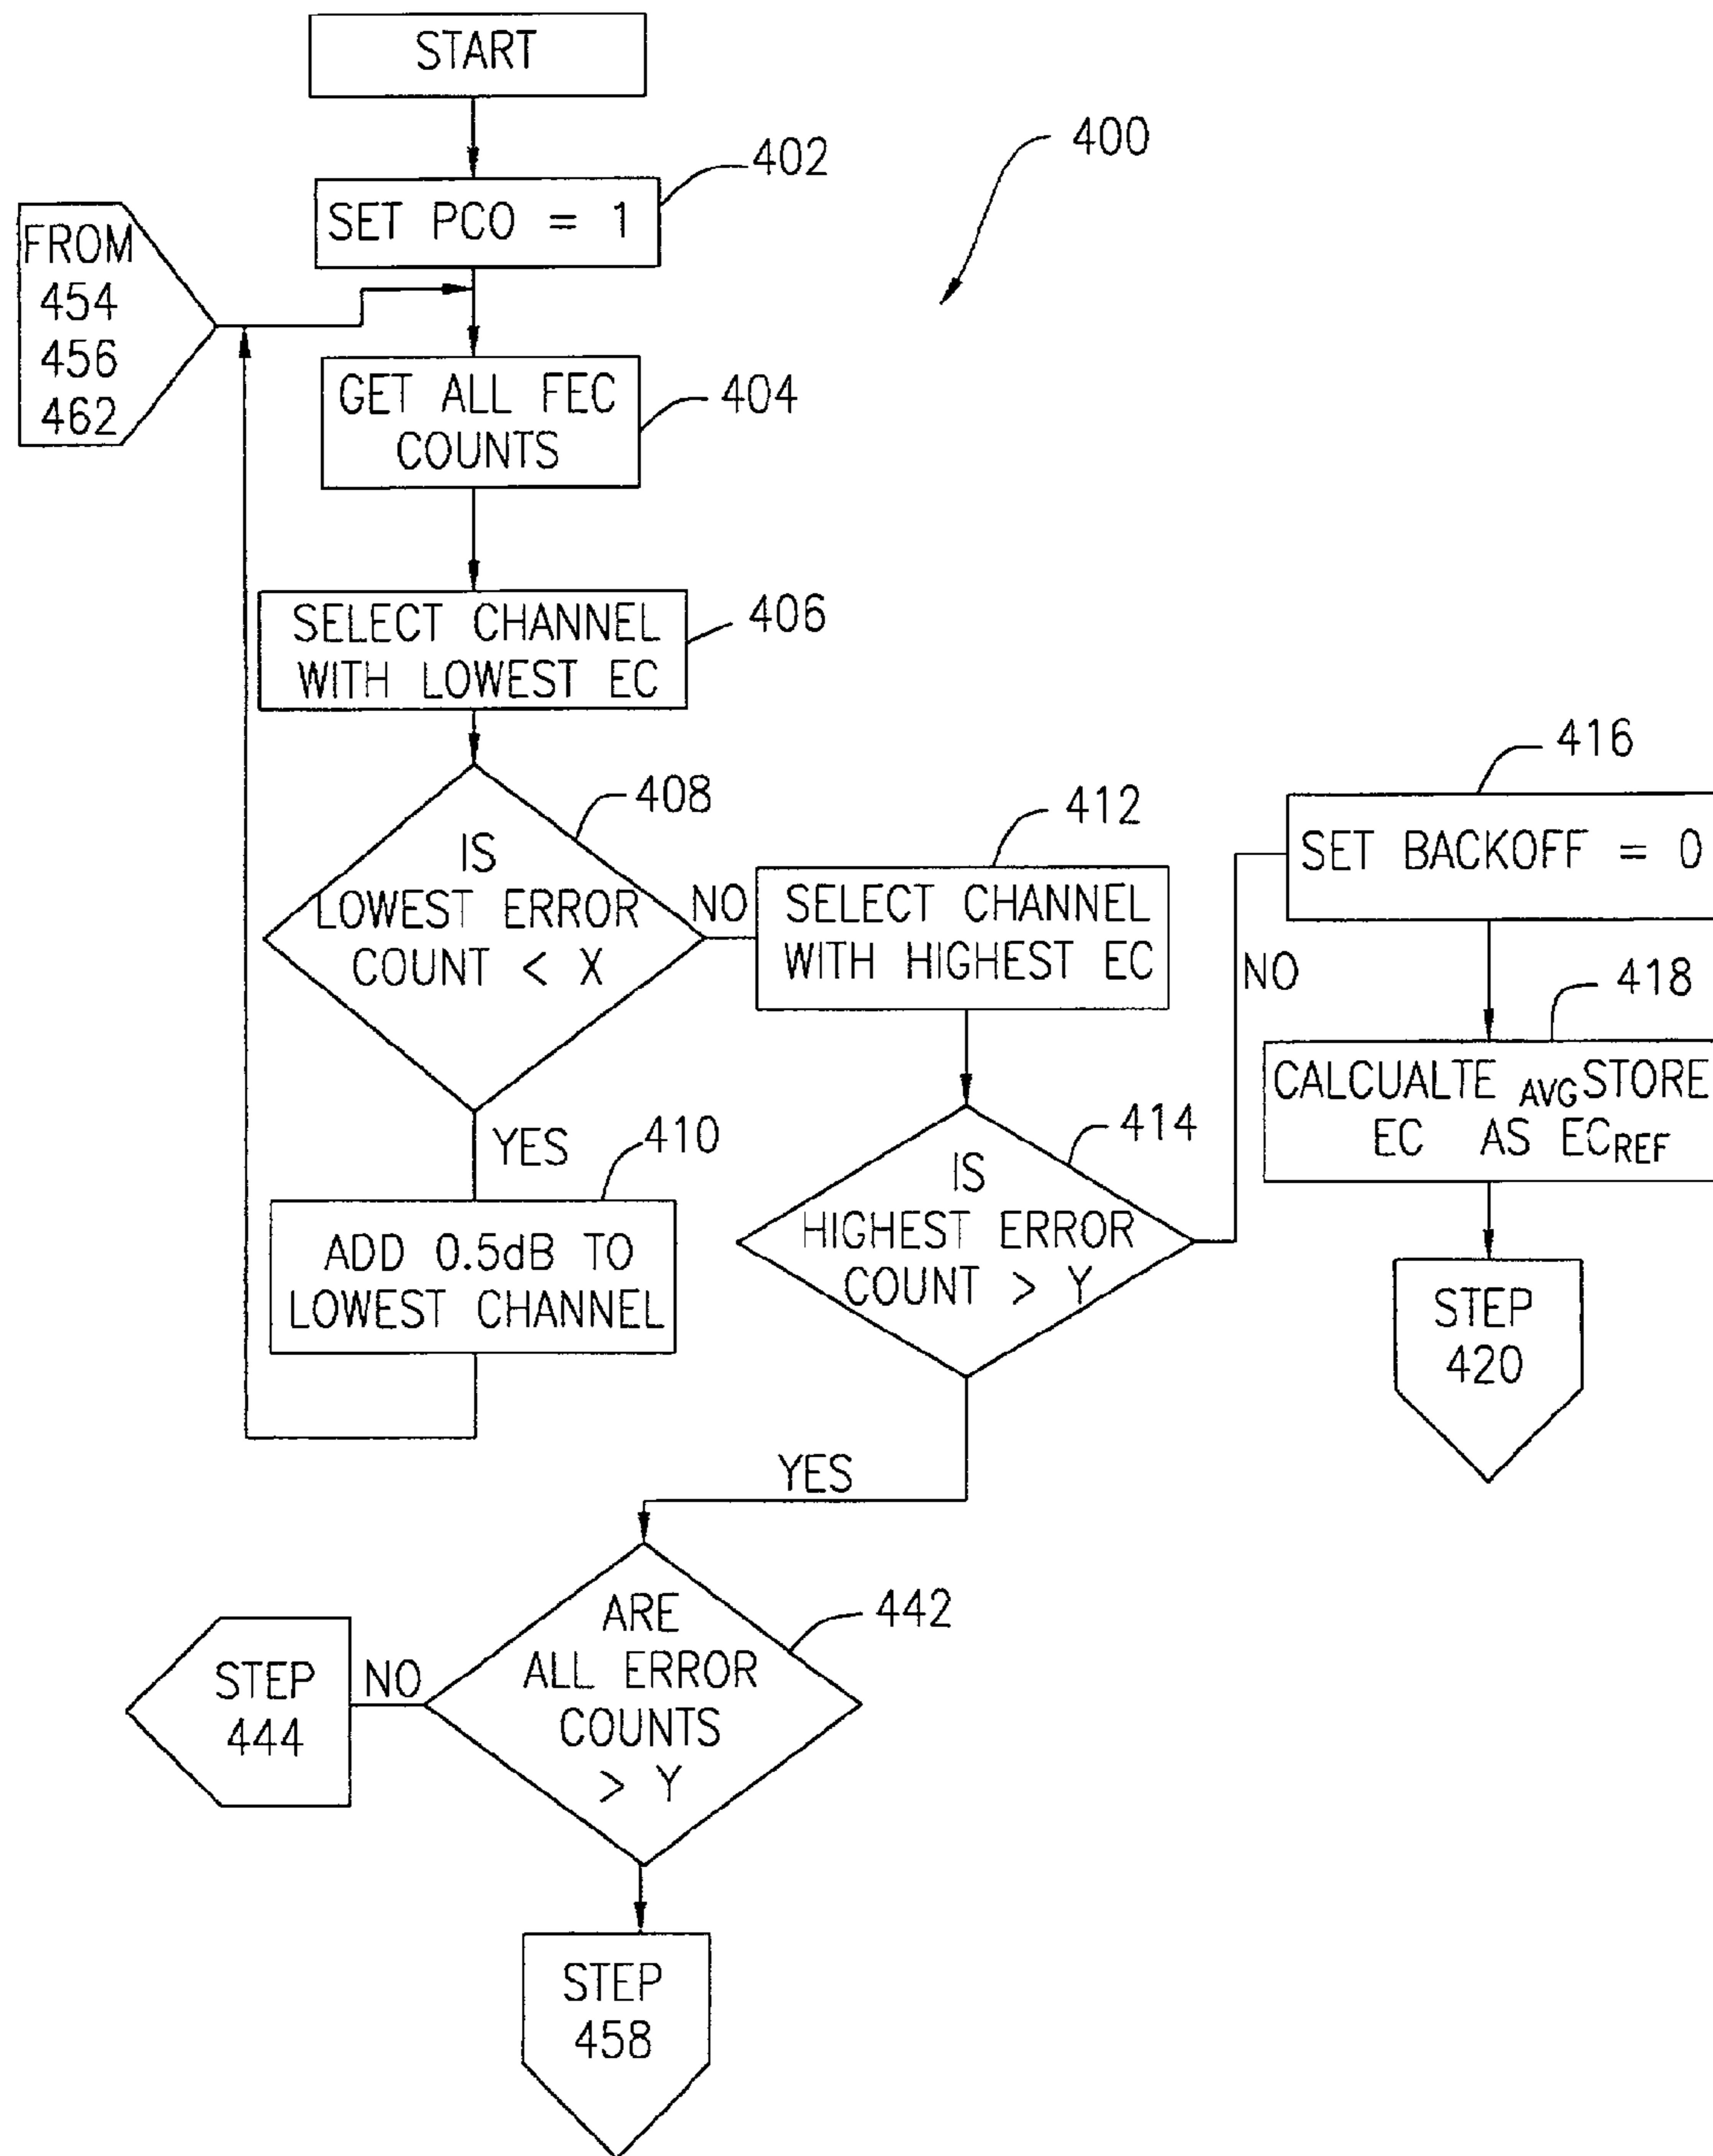 START
400
402
SET PCO = 1
FROM
454
456
462
GET ALL FEC
COUNTS
404
SELECT CHANNEL
WITH LOWEST EC
406
IS
LOWEST ERROR
COUNT < X
408
NO
YES
410
ADD 0.5dB TO
LOWEST CHANNEL
412
SELECT CHANNEL
WITH HIGHEST EC
IS
HIGHEST ERROR
COUNT > Y
414
NO
YES
416
SET BACKOFF = 0
418
CALCUALTE AVG STORE
EC AS ECREF
STEP
420
ARE
ALL ERROR
COUNTS
> Y
442
NO
STEP
444
STEP
458